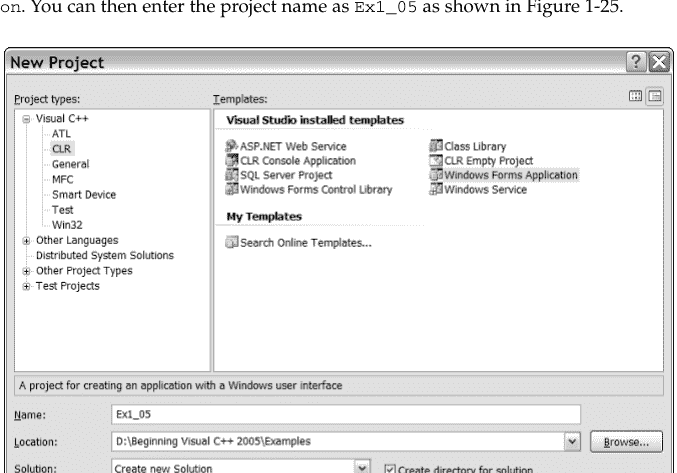 on. You can then enter the project name as Ex1_05 as shown in Figure 1-25.
New Project
Project types:
Templates:
Visual C++
ATL
CLR
General
MFC
Smart Device
Test
Win32
Other Languages
Distributed System Solutions
Other Project Types
Test Projects
Visual Studio installed templates
ASP.NET Web Service
Class Library
CLR Console Application
CLR Empty Project
SQL Server Project
Windows Forms Application
Windows Forms Control Library
Windows Service
My Templates
Search Online Templates...
A project for creating an application with a Windows user interface
Name:
Ex1_05
Location:
D:\Beginning Visual C++ 2005\Examples
Browse...
Solution:
Create new Solution
Create directory for solution